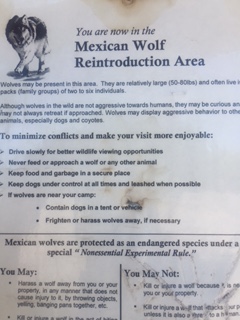 You are now in the
Mexican Wolf
Reintroduction Area
Wolves may be present in this area. They are relatively large (50-80lbs) and often live
packs (family groups) of two to six individuals.
Although wolves in the wild are not aggressive towards humans, they may be curious and
may not always retreat if approached. Wolves may display aggressive behavior to othe
animals, especially dogs and coyotes.
To minimize conflicts and make your visit more enjoyable:
➢ Drive slowly for better wildlife viewing opportunities
➢ Never feed or approach a wolf or any other animal
➢ Keep food and garbage in a secure place
➢ Keep dogs under control at all times and leashed when possible
➢ If wolves are near your camp:
• Contain dogs in a tent or vehicle
• Frighten or harass wolves away, if necessary
Mexican wolves are protected as an endangered species under a
special "Nonessential Experimental Rule."
You May:
• Harass a wolf away from you or your
property, in any manner that does not
cause injury to it, by throwing objects,
yelling, banging pans together, etc.
You May Not:
• Kill or injure a wolf because it is ne
you or your property.
• Kill or injure a wolf that attacks your p
unless it is also a